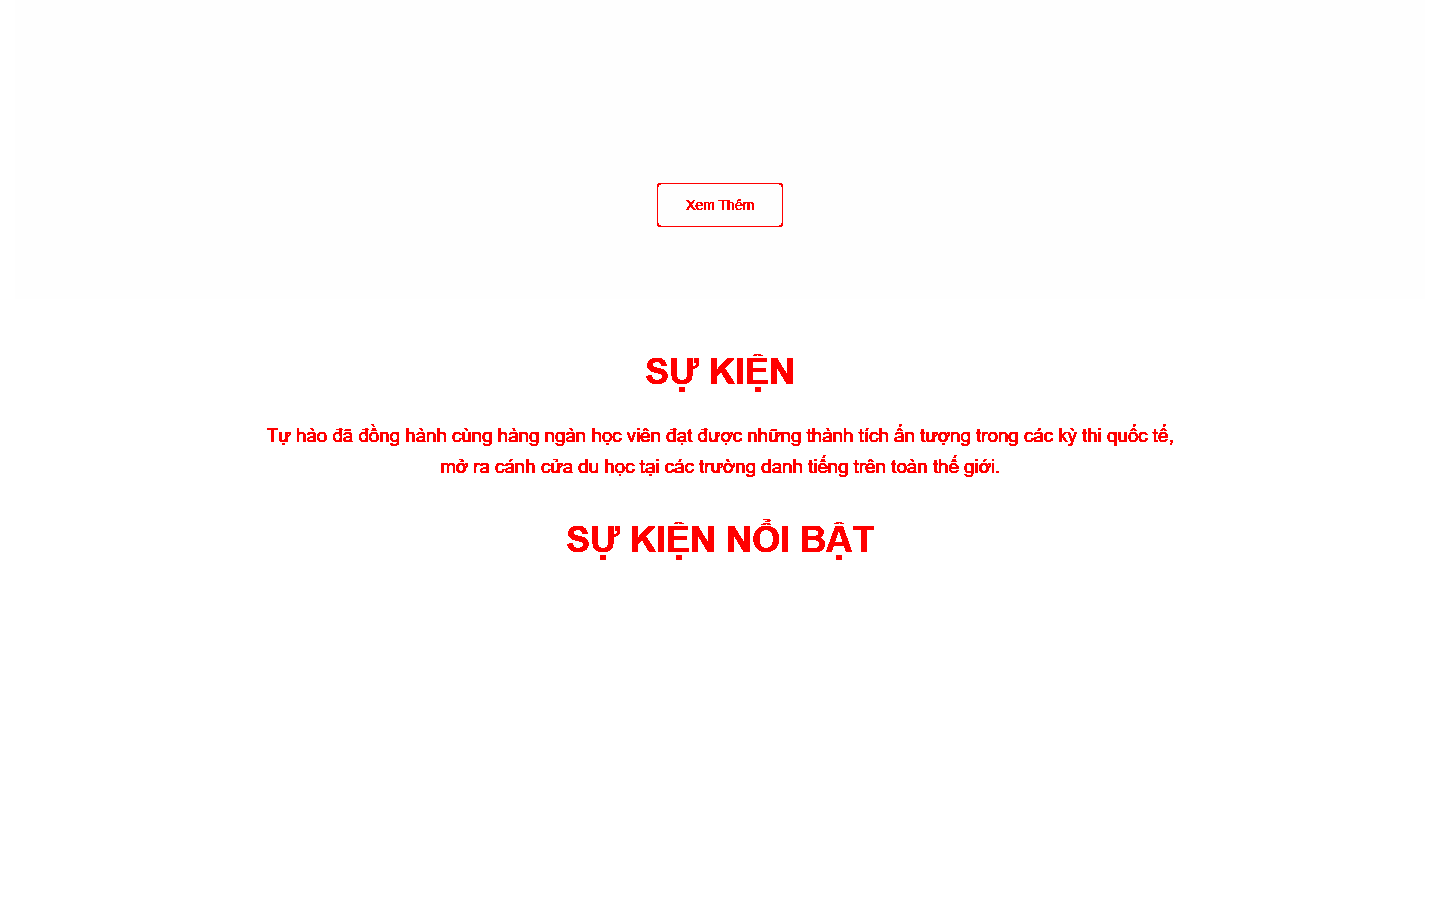 Xem Thêm
SỰ KIỆN
Tự hào đã đồng hành cùng hàng ngàn học viên đạt được những thành tích ấn tượng trong các kỳ thi quốc tế,
mở ra cánh cửa du học tại các trường danh tiếng trên toàn thế giới.
SỰ KIỆN NỔI BẬT